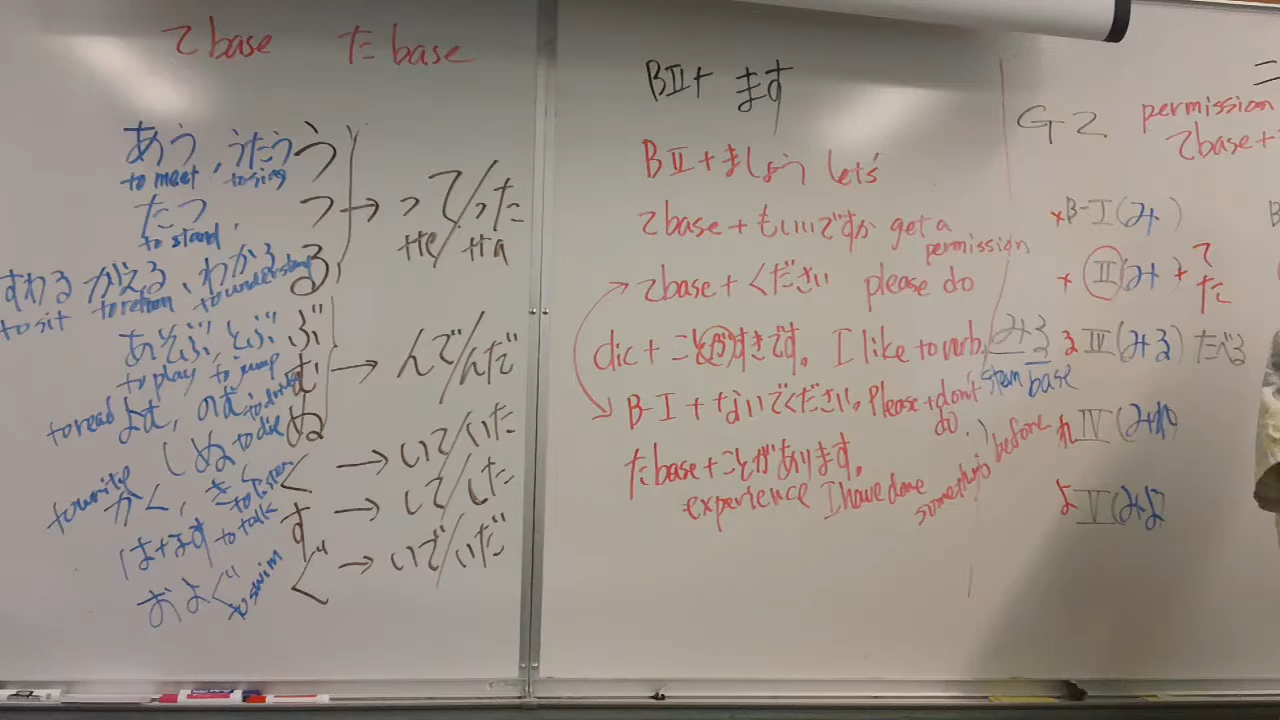 てbase たbase
あう, うたう う
to meet to sing
たつ, つ → って/った
to stand tte/tta
すわる かえる、わかる る
to sit to return to understand
あそぶ, とぶ ぶ
to play to jump む → んで/んだ
to read よむ, のむ to drink
しぬ to die ぬ
to write かく, きく to listen く → いて/いた
はなす to talk す → して/した
およぐ to swim ぐ → いで/いだ
BII+ ます
BII+ましょう let's
てbase+もいいですか get a
permission
てbase+ください please do
dic+ことがすきです。 I like to verb.
B-I+ないでください。Please+don't
do
たbase+ことがあります。
experience I have done something before
み+る
stem base
G2 permission
てbase+
×B-I(み+ )
× II(み+ + て
た
る III(み+る) たべる
れ IV(み+れ
よ V(み+よ